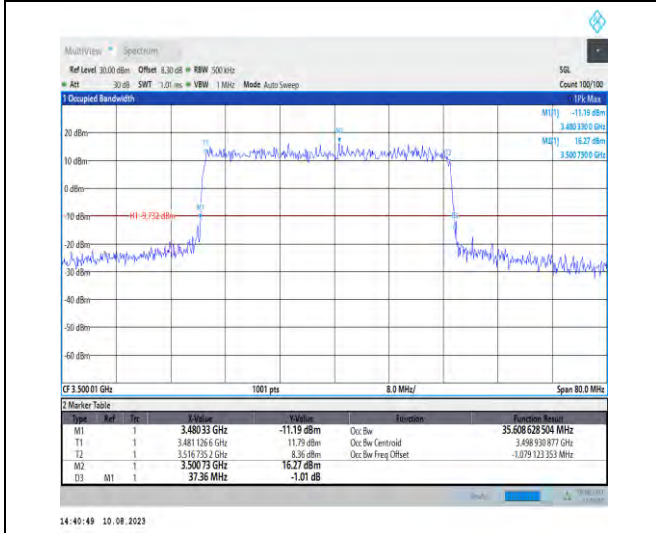 MultiView Spectrum
Ref Level 30.00 dBm Offset 8.30 dB RBW 500 kHz SGL
Att 30 dB SWT 1.01 ms VBW 1 MHz Mode Auto Sweep Count 100/100
1 Occupied Bandwidth 1Pk Max
M1[1] -11.19 dBm
3.480 330 0 GHz
M2[1] 16.27 dBm
3.500 730 0 GHz
20 dBm
10 dBm
0 dBm
-10 dBm H1 -9.732 dBm
-20 dBm
-30 dBm
-40 dBm
-50 dBm
-60 dBm
CF 3.500 01 GHz 1001 pts 8.0 MHz/ Span 80.0 MHz
2 Marker Table
Type Ref Trc X-Value Y-Value Function Function Result
M1 1 3.48033 GHz -11.19 dBm Occ Bw 35.608 628 504 MHz
T1 1 3.481 126 6 GHz 11.79 dBm Occ Bw Centroid 3.498 930 877 GHz
T2 1 3.516 735 2 GHz 8.36 dBm Occ Bw Freq Offset -1.079 123 353 MHz
M2 1 3.50073 GHz 16.27 dBm
D3 M1 1 37.36 MHz -1.01 dB
14:40:49 10.08.2023